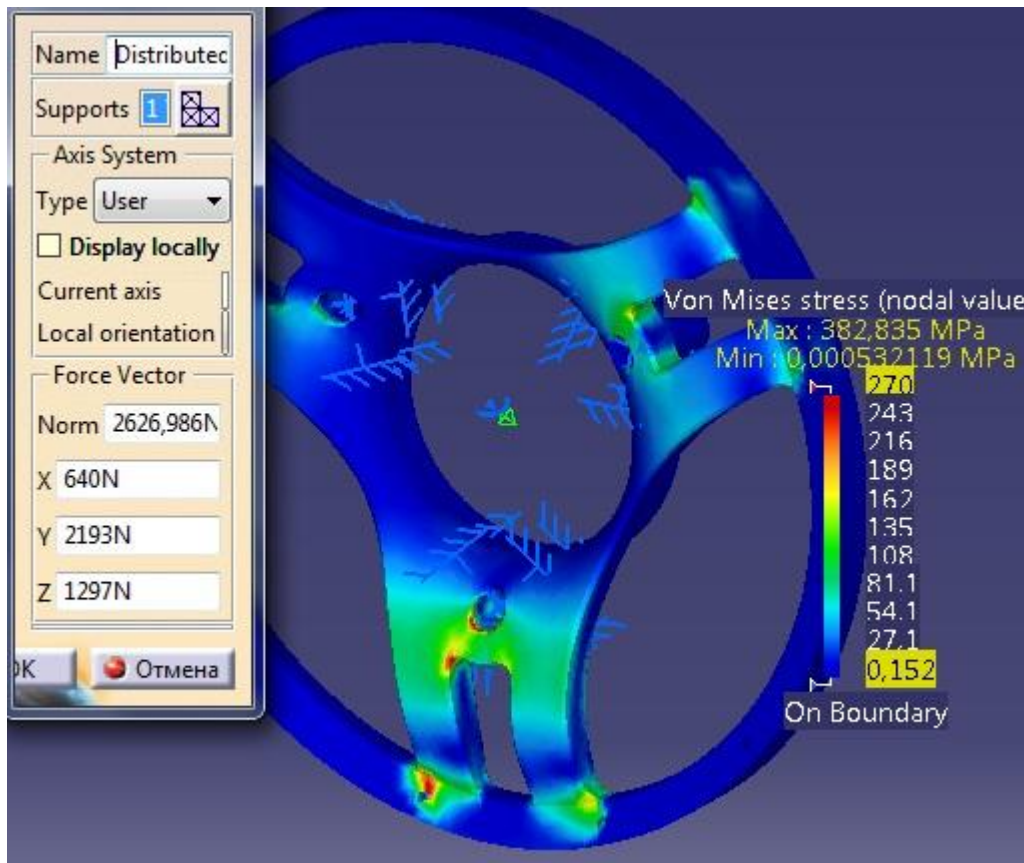 Name Distributec
Supports 1
Axis System
Type User
Display locally
Current axis
Local orientation
Force Vector
Norm 2626,986N
X 640N
Y 2193N
Z 1297N
OK
Отмена
Von Mises stress (nodal value
Max : 382,835 MPa
Min : 0,000532119 MPa
270
243
216
189
162
135
108
81.1
54.1
27,1
0,152
On Boundary